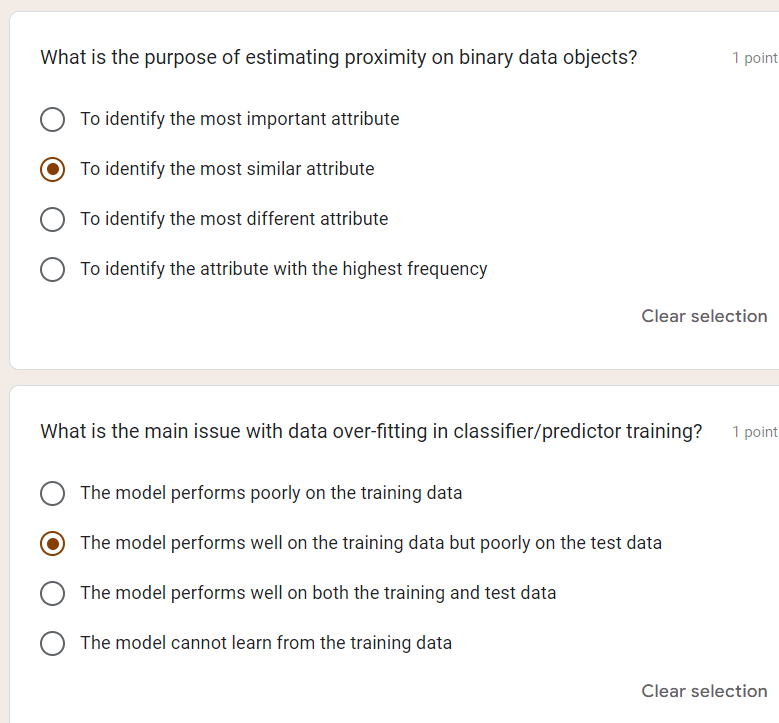 What is the purpose of estimating proximity on binary data objects?
1 point
To identify the most important attribute
To identify the most similar attribute
To identify the most different attribute
To identify the attribute with the highest frequency
Clear selection
What is the main issue with data over-fitting in classifier/predictor training?
1 point
The model performs poorly on the training data
The model performs well on the training data but poorly on the test data
The model performs well on both the training and test data
The model cannot learn from the training data
Clear selection